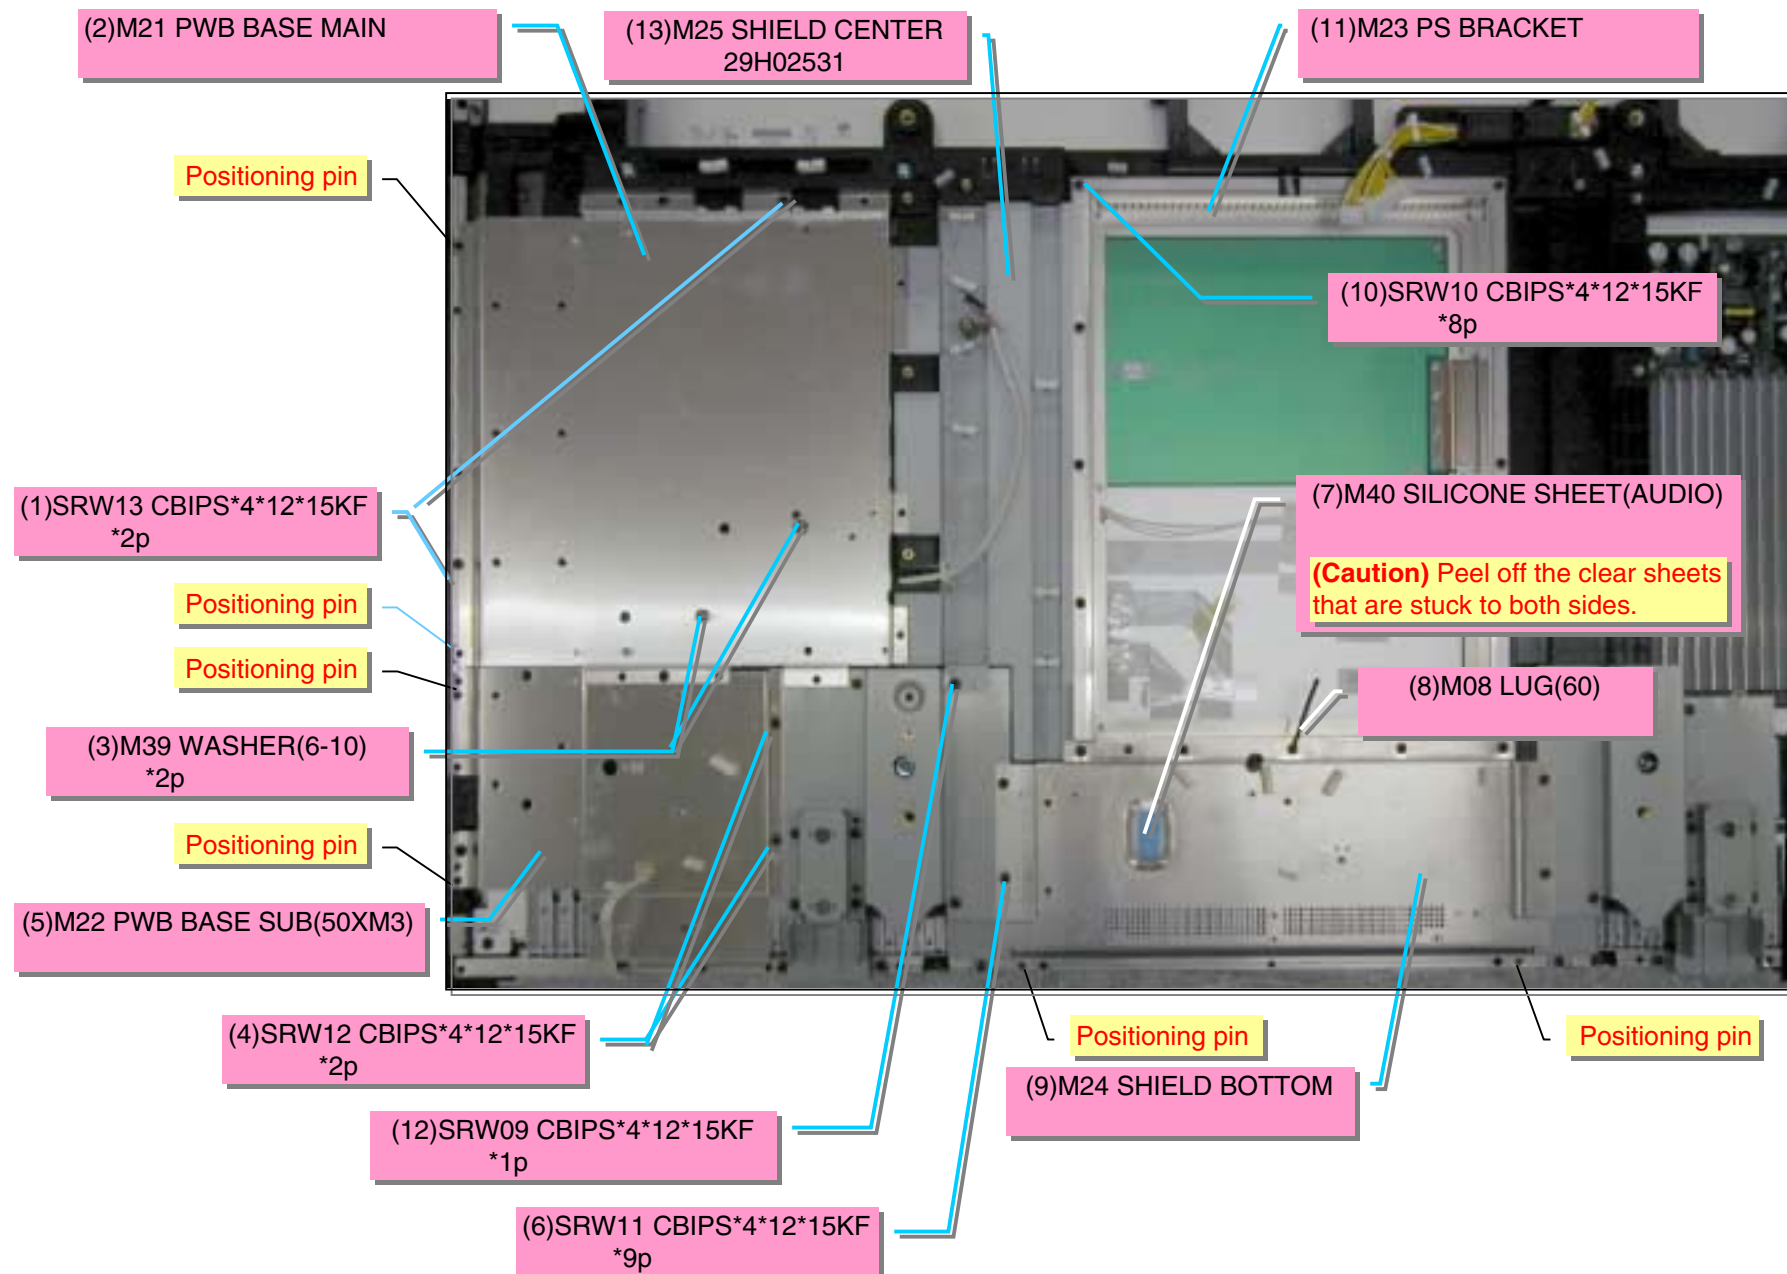 (2)M21 PWB BASE MAIN
(13)M25 SHIELD CENTER
29H02531
(11)M23 PS BRACKET
Positioning pin
(10)SRW10 CBIPS*4*12*15KF
*8p
(1)SRW13 CBIPS*4*12*15KF
*2p
(7)M40 SILICONE SHEET(AUDIO)
(Caution) Peel off the clear sheets
that are stuck to both sides.
Positioning pin
Positioning pin
(8)M08 LUG(60)
(3)M39 WASHER(6-10)
*2p
Positioning pin
(5)M22 PWB BASE SUB(50XM3)
(4)SRW12 CBIPS*4*12*15KF
*2p
Positioning pin
Positioning pin
(9)M24 SHIELD BOTTOM
(12)SRW09 CBIPS*4*12*15KF
*1p
(6)SRW11 CBIPS*4*12*15KF
*9p